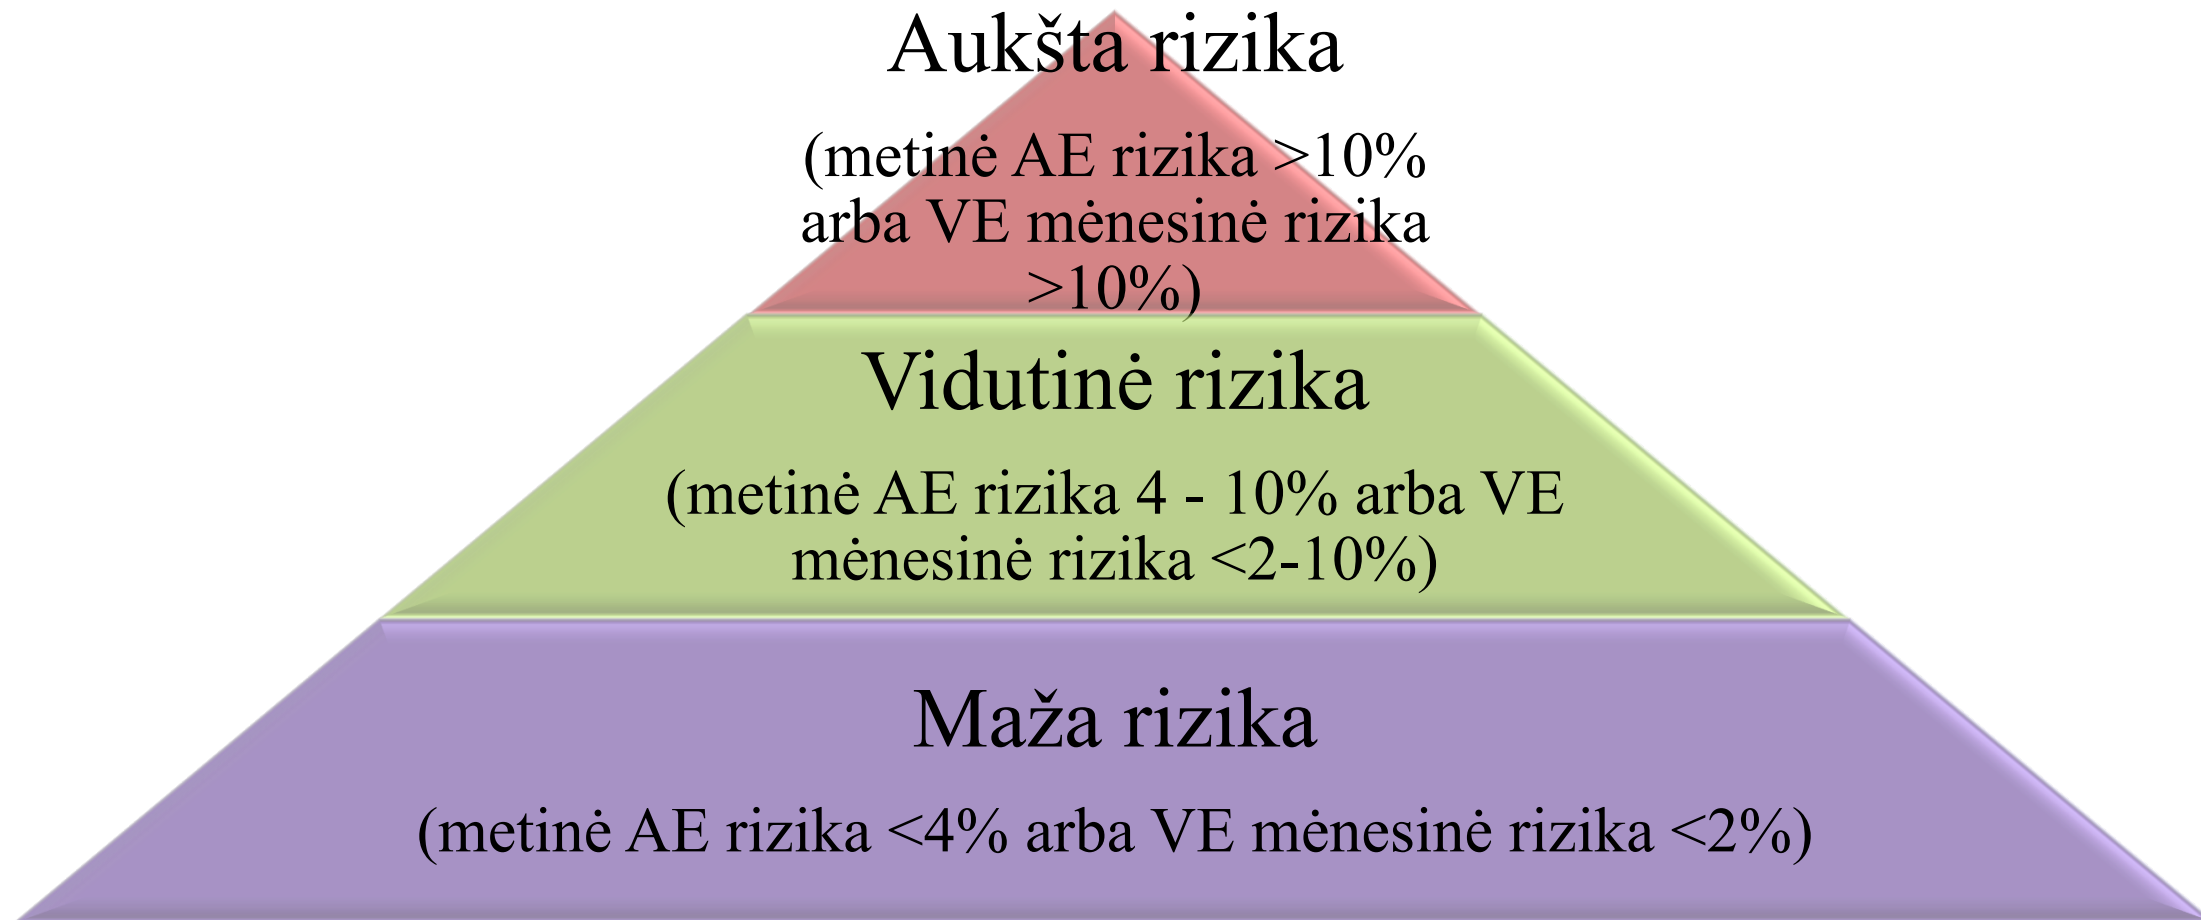 Aukšta rizika
(metinė AE rizika >10%
arba VE mėnesinė rizika
>10%)
Vidutinė rizika
(metinė AE rizika 4 - 10% arba VE
mėnesinė rizika <2-10%)
Maža rizika
(metinė AE rizika <4% arba VE mėnesinė rizika <2%)